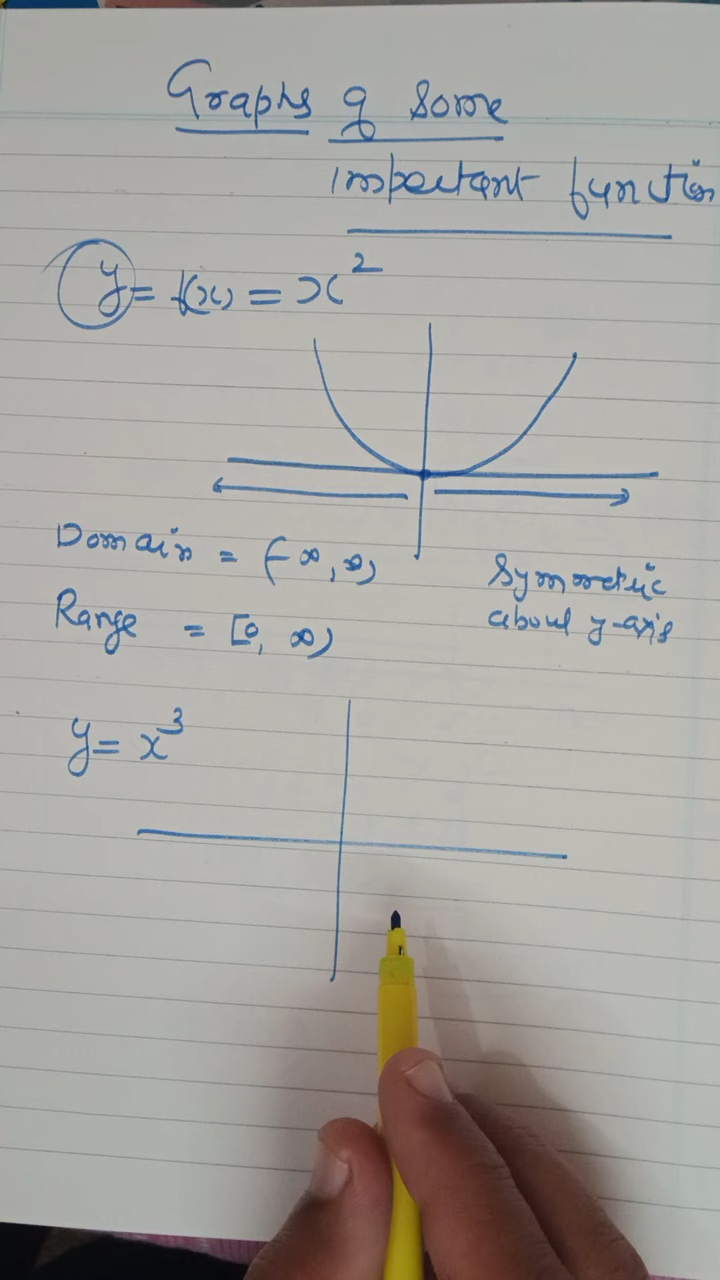 Graphs of Some
important function
y = f(x) = x²
Domain = (-∞, ∞)
Range = [0, ∞)
Symmetric
about y-axis
y = x³